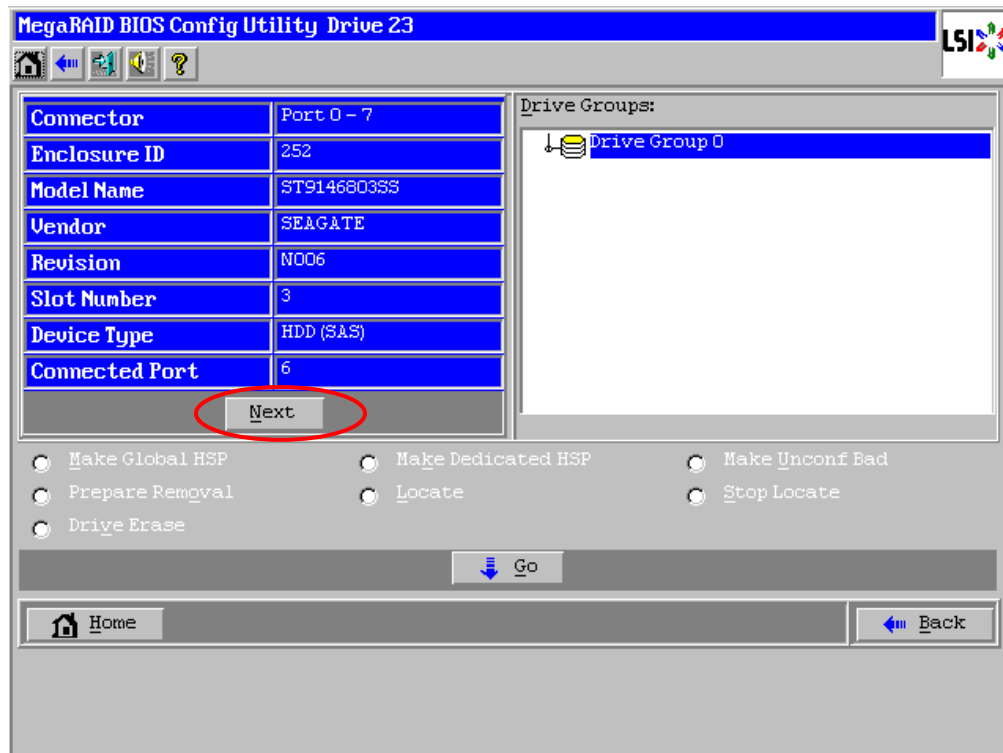 MegaRAID BIOS Config Utility Drive 23
LSI
Connector Port 0 – 7
Enclosure ID 252
Model Name ST9146803SS
Vendor SEAGATE
Revision N006
Slot Number 3
Device Type HDD (SAS)
Connected Port 6
Next
Drive Groups:
Drive Group 0
Make Global HSP Make Dedicated HSP Make Unconf Bad
Prepare Removal Locate Stop Locate
Drive Erase
Go
Home Back